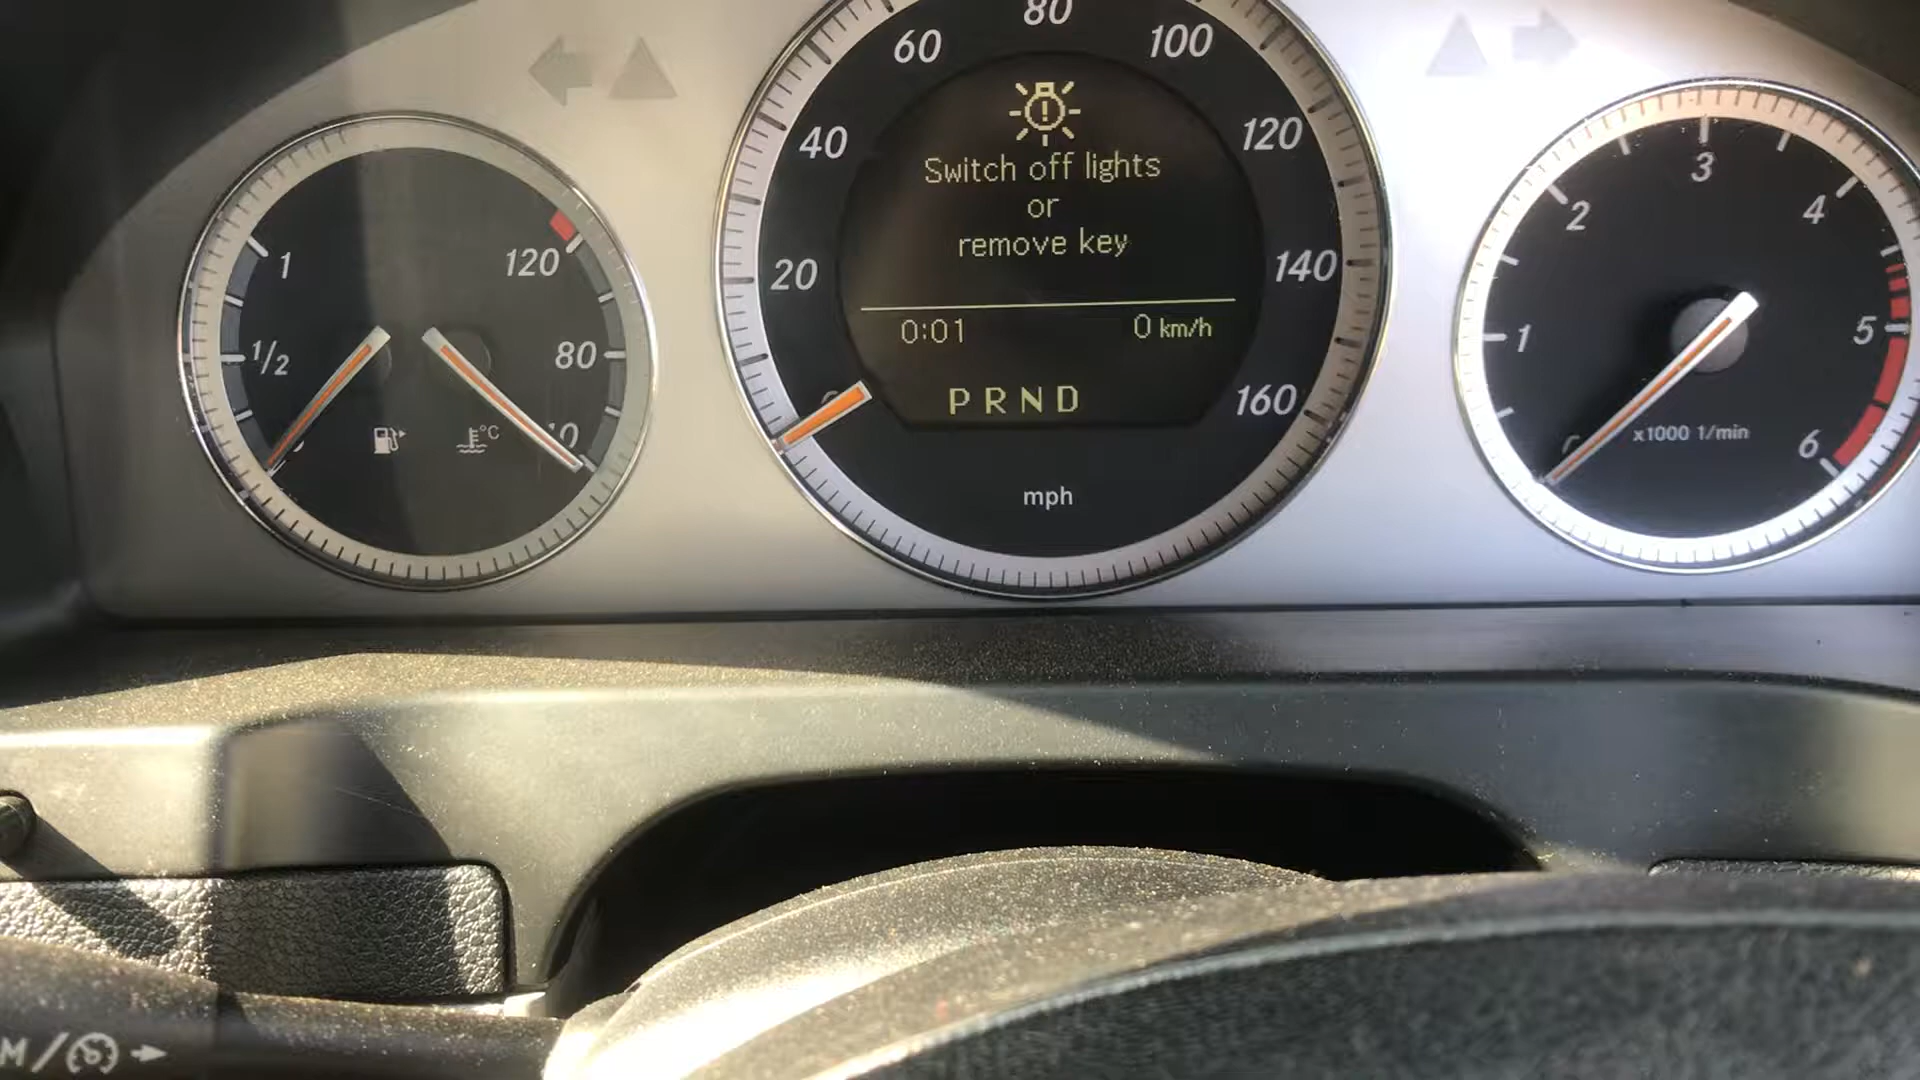 80
60
100
40
120
20
140
160
Switch off lights
or
remove key
0:01
0 km/h
P R N D
mph
1
1/2
120
80
°C
1
2
3
4
5
6
x1000 1/min
M/